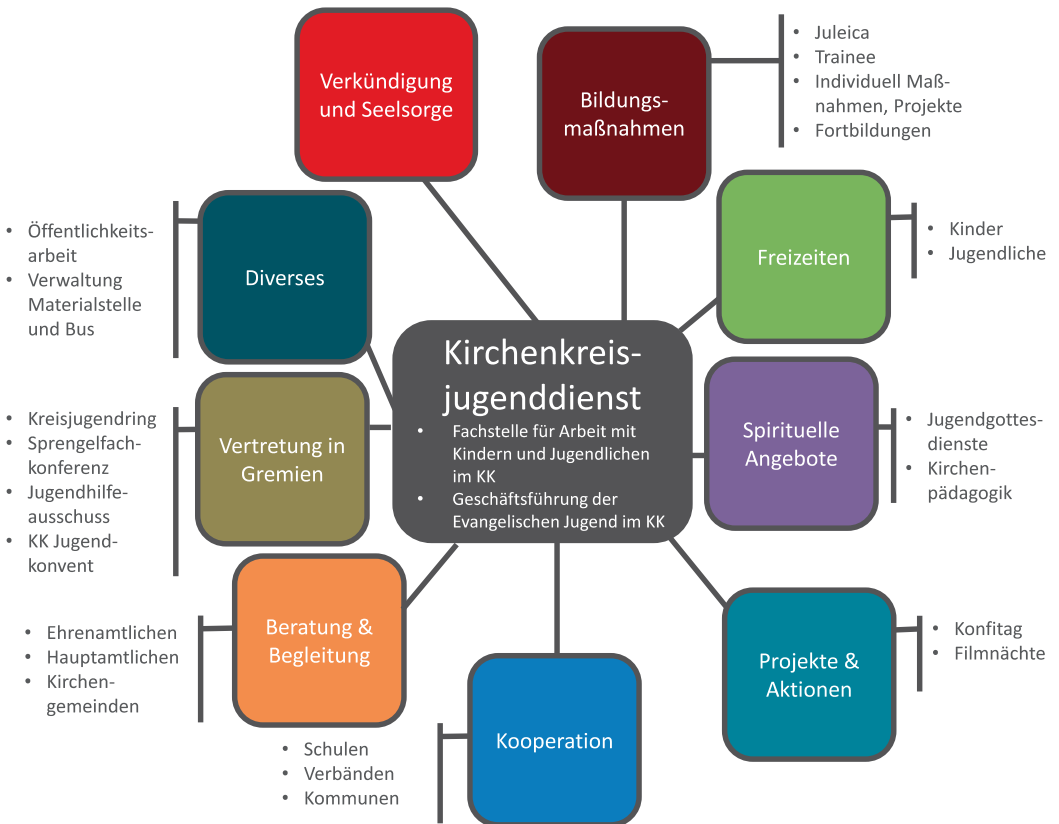 Verkündigung
und Seelsorge
Bildungs-
maßnahmen
• Juleica
• Trainee
• Individuell Maß-
nahmen, Projekte
• Fortbildungen
Freizeiten
• Kinder
• Jugendliche
• Öffentlichkeits-
arbeit
• Verwaltung
Materialstelle
und Bus
Diverses
Kirchenkreis-
jugenddienst
• Fachstelle für Arbeit mit
Kindern und Jugendlichen
im KK
• Geschäftsführung der
Evangelischen Jugend im KK
Spirituelle
Angebote
• Jugendgottes-
dienste
• Kirchen-
pädagogik
• Kreisjugendring
• Sprengelfach-
konferenz
• Jugendhilfe-
ausschuss
• KK Jugend-
konvent
Vertretung in
Gremien
• Ehrenamtlichen
• Hauptamtlichen
• Kirchen-
gemeinden
Beratung &
Begleitung
Projekte &
Aktionen
• Konfitag
• Filmnächte
• Schulen
• Verbänden
• Kommunen
Kooperation